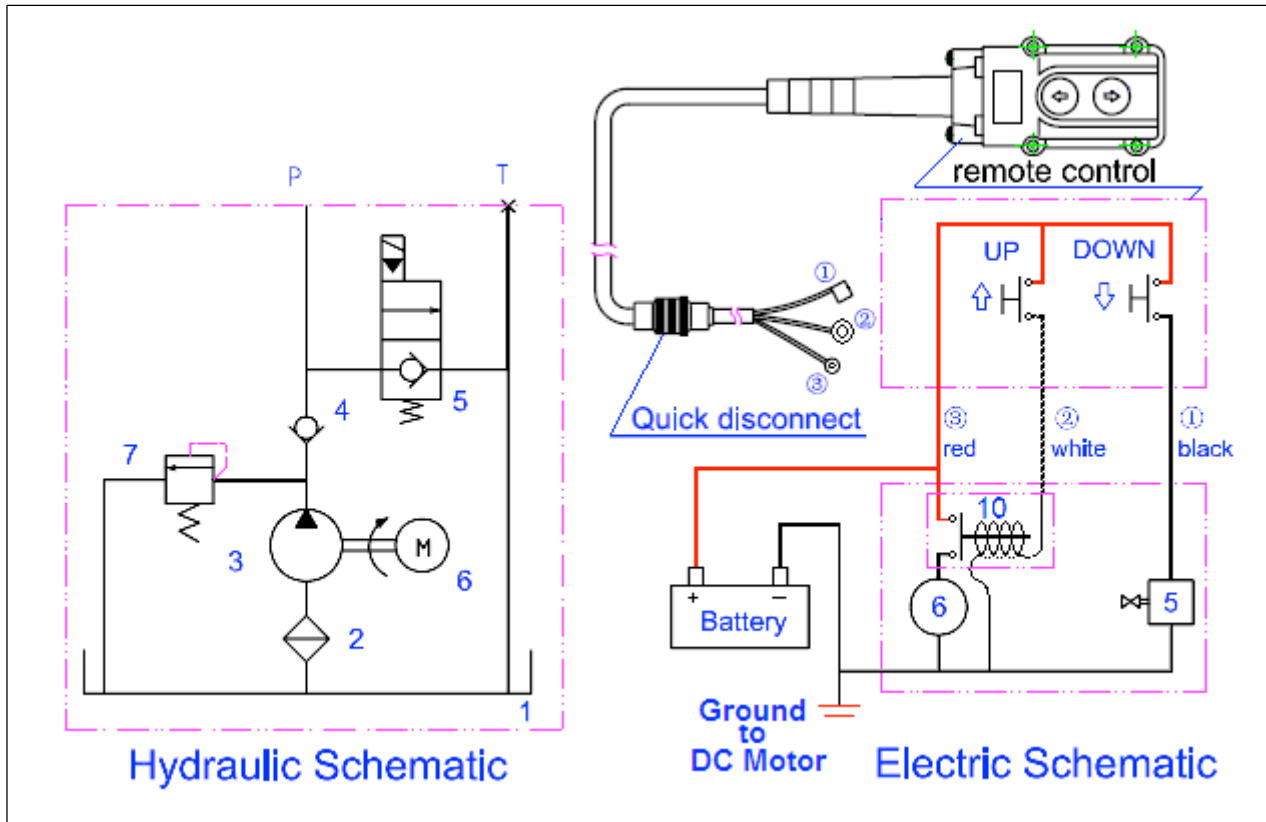 remote control
P
T
UP
DOWN
①
②
③
4
5
Quick disconnect
③
②
①
red
white
black
7
10
3
M
6
2
+
−
Battery
6
5
1
Ground
to
DC Motor
Hydraulic Schematic
Electric Schematic